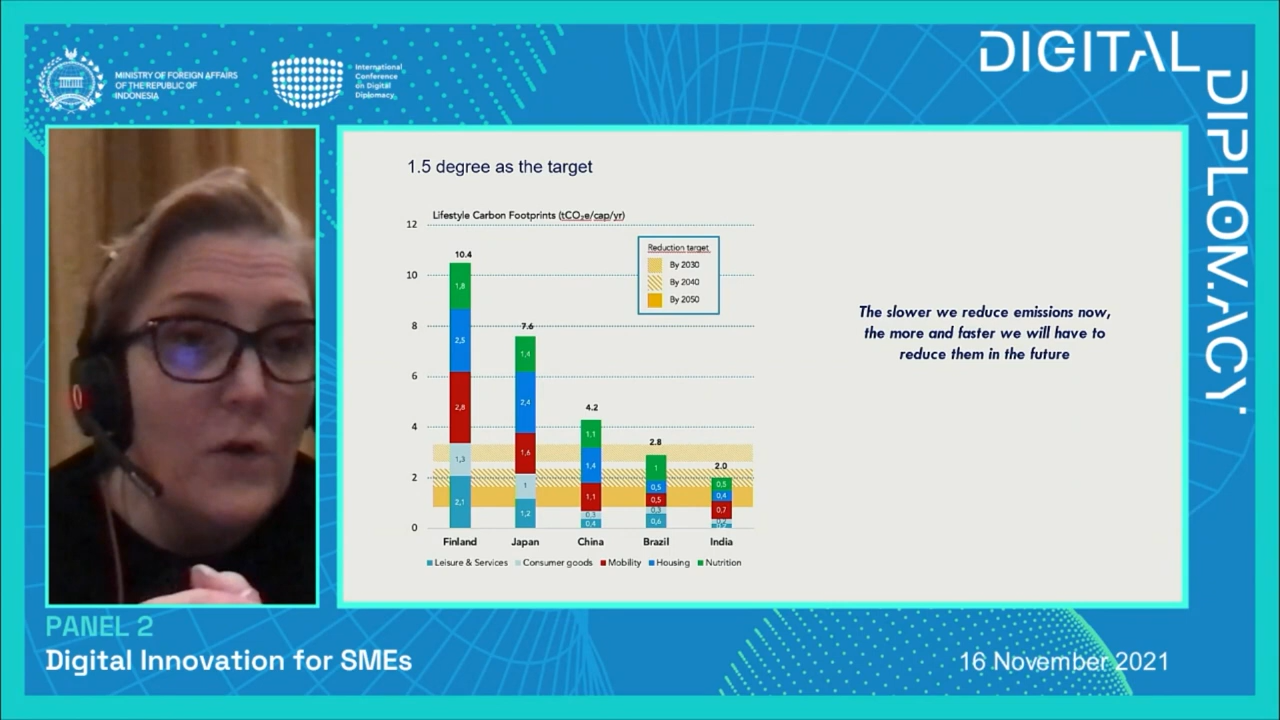 MINISTRY OF FOREIGN AFFAIRS
OF THE REPUBLIC OF
INDONESIA
International
Conference
on Digital
Diplomacy
DIGITAL
DIPLOMACY.
1.5 degree as the target
Lifestyle Carbon Footprints (tCO₂e/cap/yr)
12
10
8
6
4
2
0
Reduction target
By 2030
By 2040
By 2050
10.4
1,8
2,5
2,8
1,3
2,1
7.6
1,4
2,4
1,6
1
1,2
4.2
1,1
1,4
1,1
0,3
0,4
2.8
1
0,5
0,5
0,3
0,6
2.0
0,5
0,4
0,7
0,2
0,2
Finland Japan China Brazil India
Leisure & Services Consumer goods Mobility Housing Nutrition
The slower we reduce emissions now,
the more and faster we will have to
reduce them in the future
PANEL 2
Digital Innovation for SMEs
16 November 2021